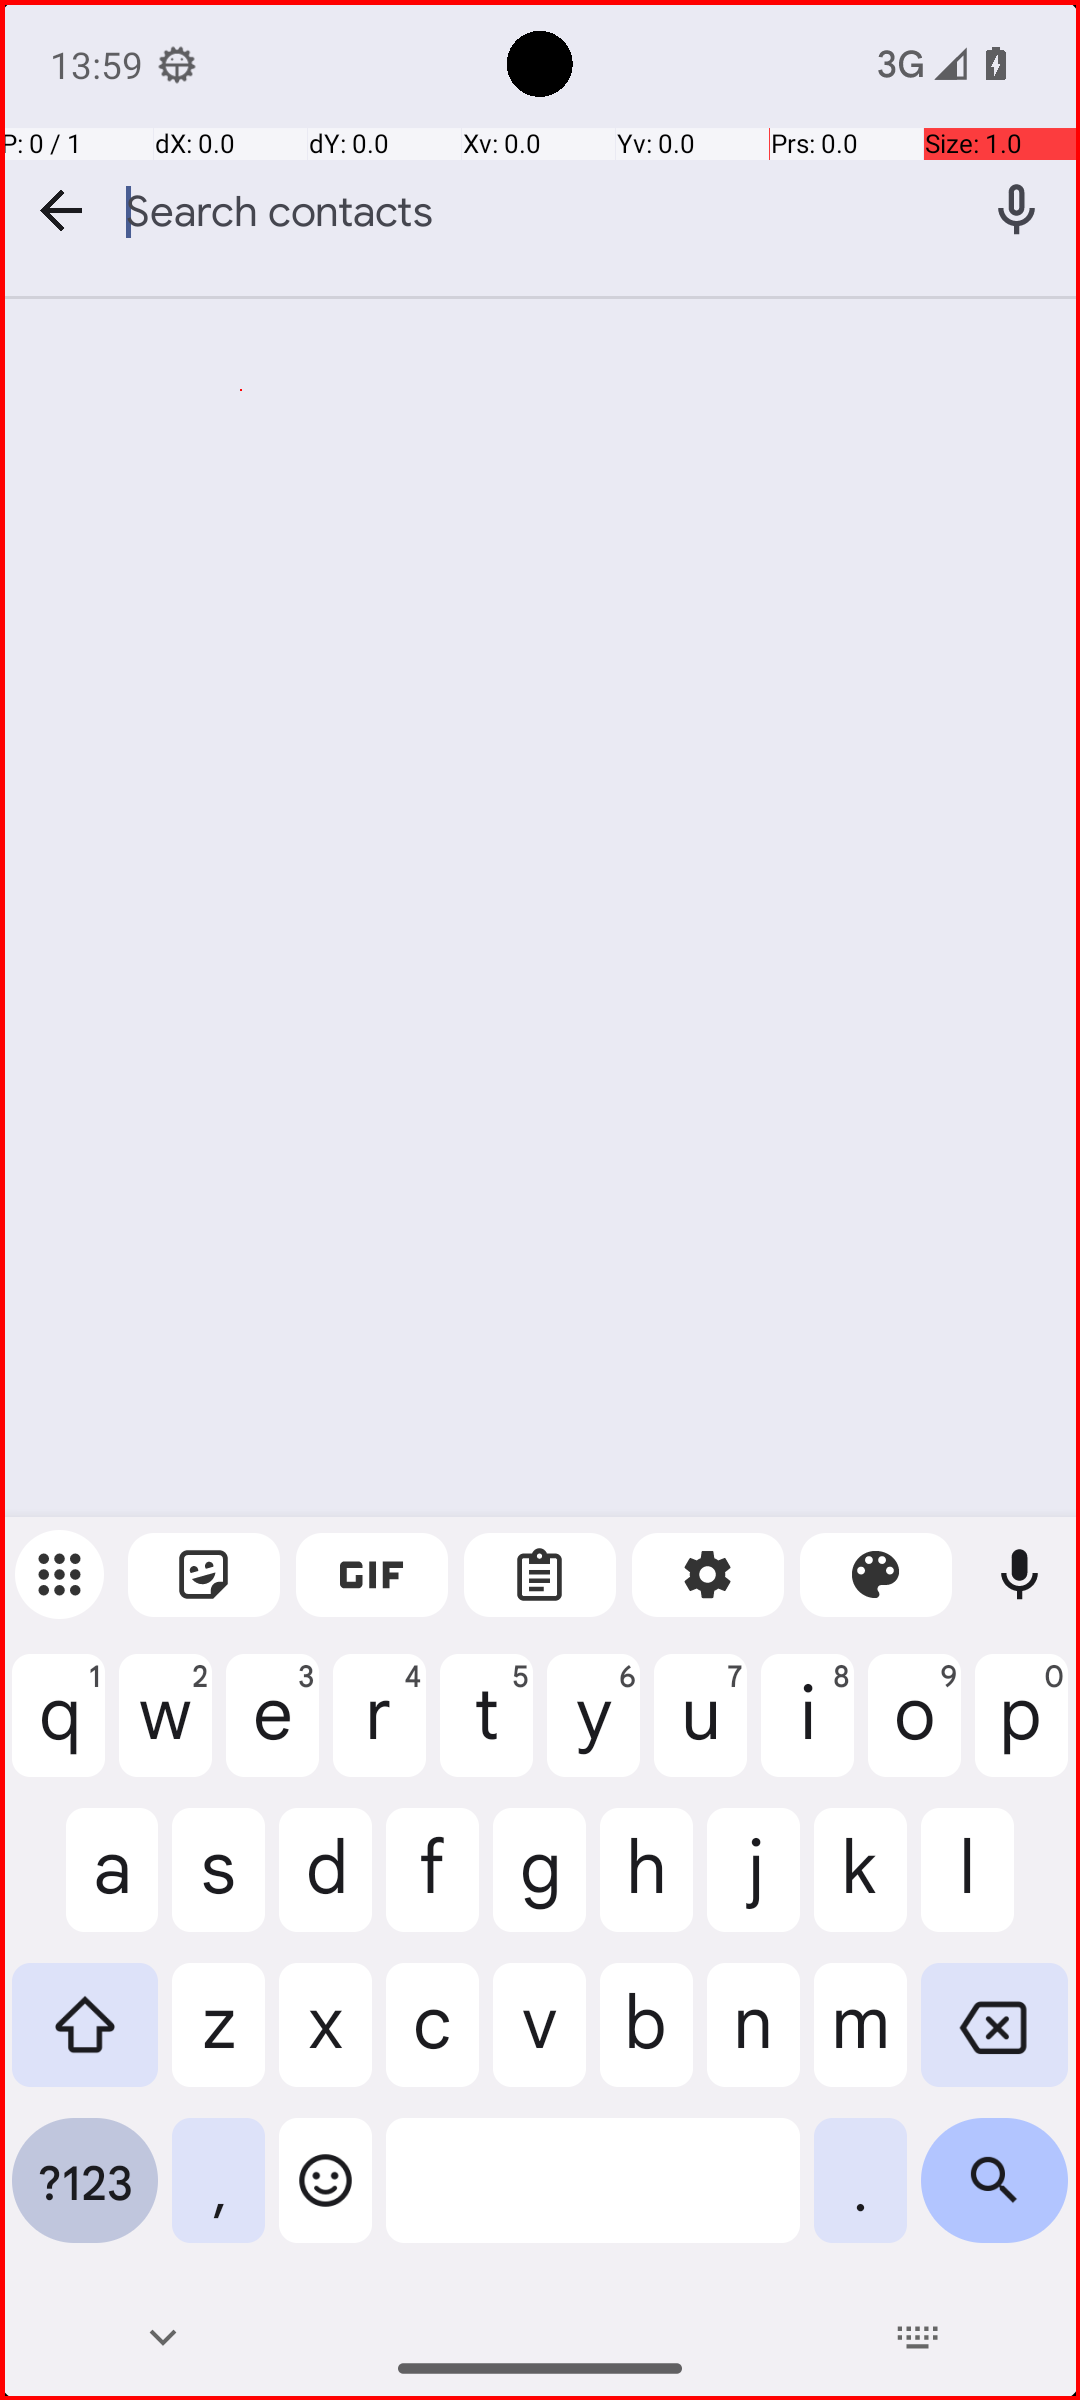 13:59 3G
P: 0 / 1 dX: 0.0 dY: 0.0 Xv: 0.0 Yv: 0.0 Prs: 0.0 Size: 1.0
Search contacts
GIF
q 1 w 2 e 3 r 4 t 5 y 6 u 7 i 8 o 9 p 0
a s d f g h j k l
z x c v b n m
?123 , .